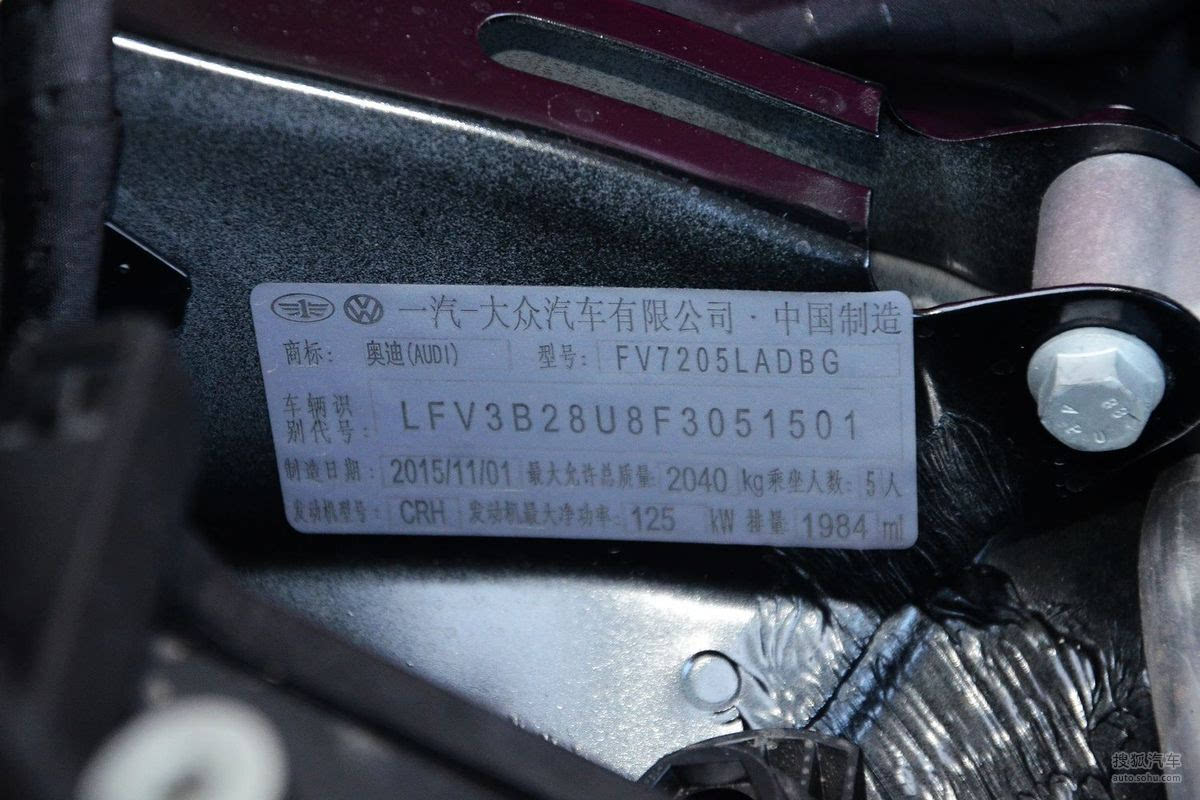 一汽-大众汽车有限公司·中国制造
商标: 奥迪(AUDI) 型号: FV7205LADBG
车辆识
别代号: LFV3B28U8F3051501
制造日期: 2015/11/01 最大允许总质量: 2040 kg 乘坐人数: 5 人
发动机型号: CRH 发动机最大净功率: 125 kW 排量 1984 ml
搜狐汽车
auto.sohu.com